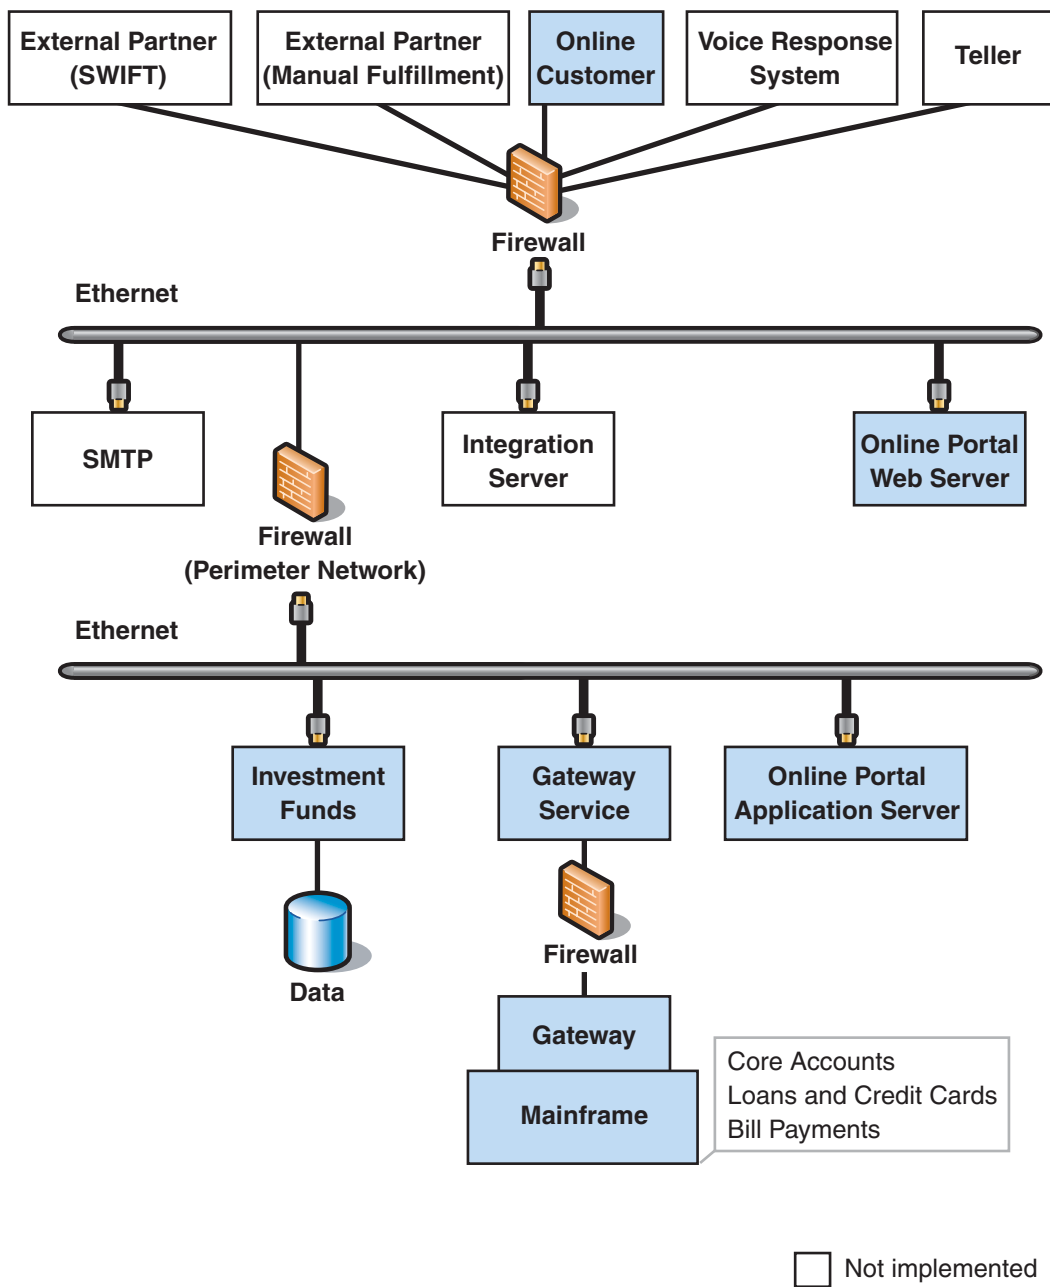 External Partner
(SWIFT)
External Partner
(Manual Fulfillment)
Online
Customer
Voice Response
System
Teller
Firewall
Ethernet
SMTP
Integration
Server
Online Portal
Web Server
Firewall
(Perimeter Network)
Ethernet
Investment
Funds
Gateway
Service
Online Portal
Application Server
Data
Firewall
Gateway
Mainframe
Core Accounts
Loans and Credit Cards
Bill Payments
Not implemented